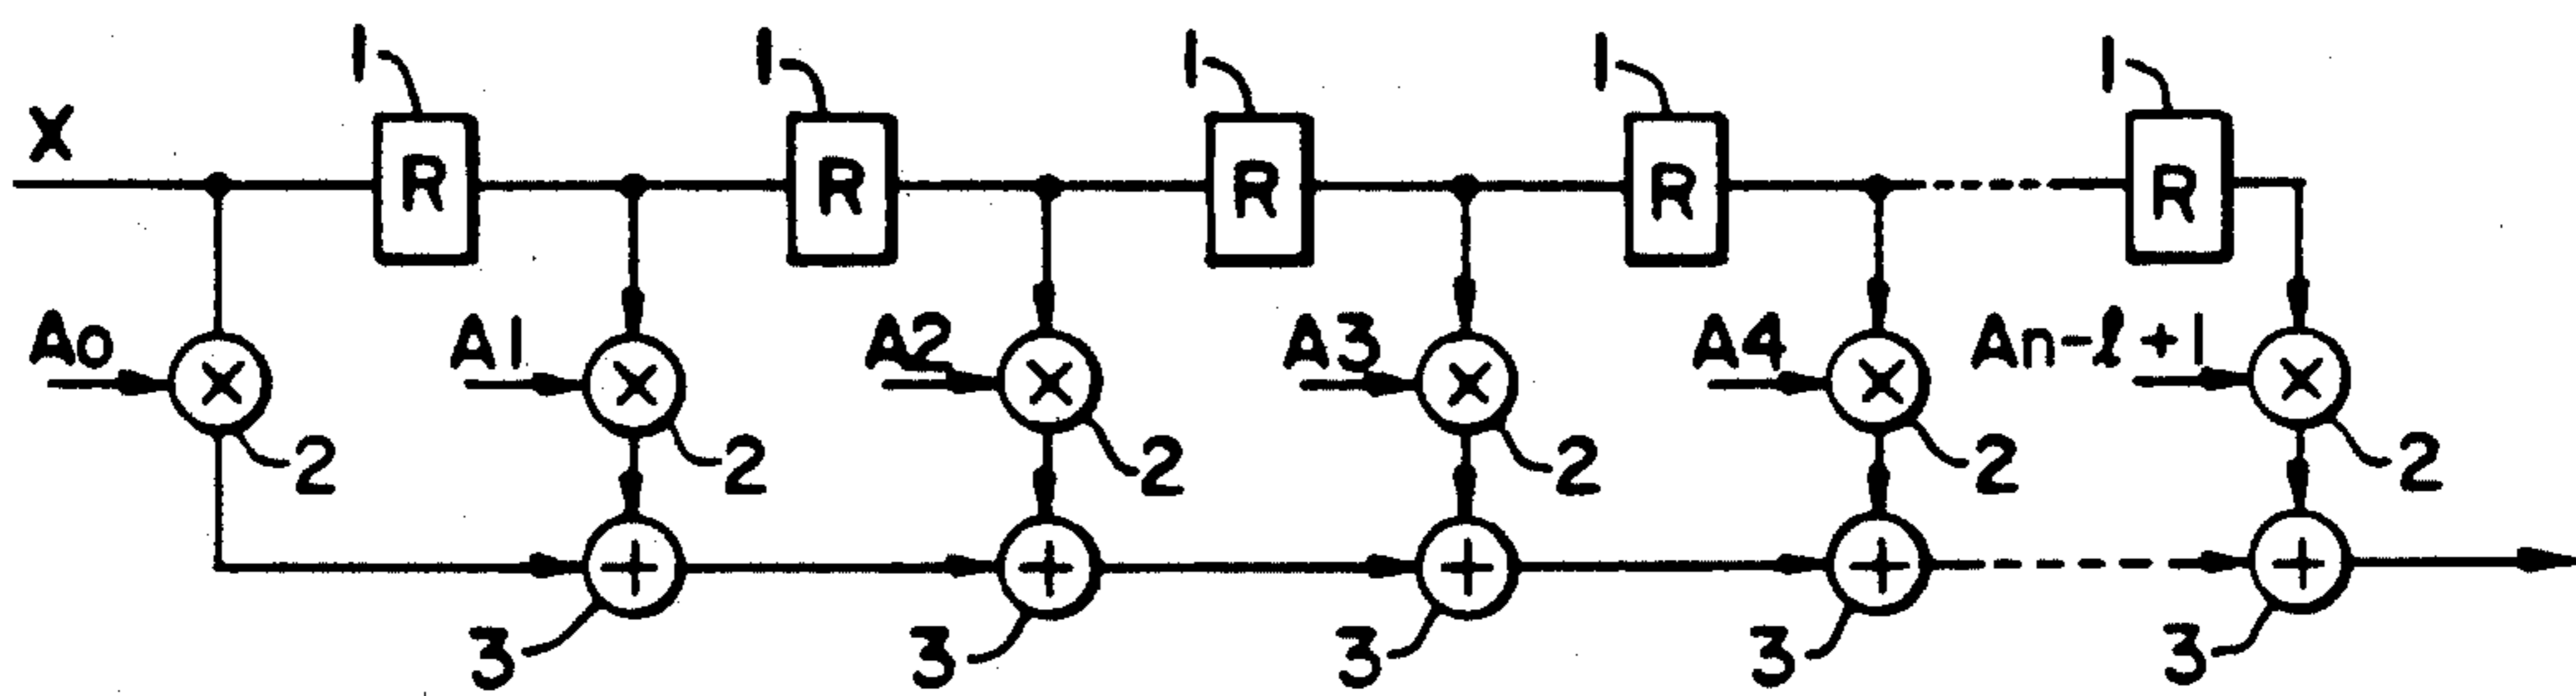 1 1 1 1 1
X
R R R R R
A0 A1 A2 A3 A4 An-ℓ+1
× × × × × ×
2 2 2 2 2 2
+ + + + +
3 3 3 3 3